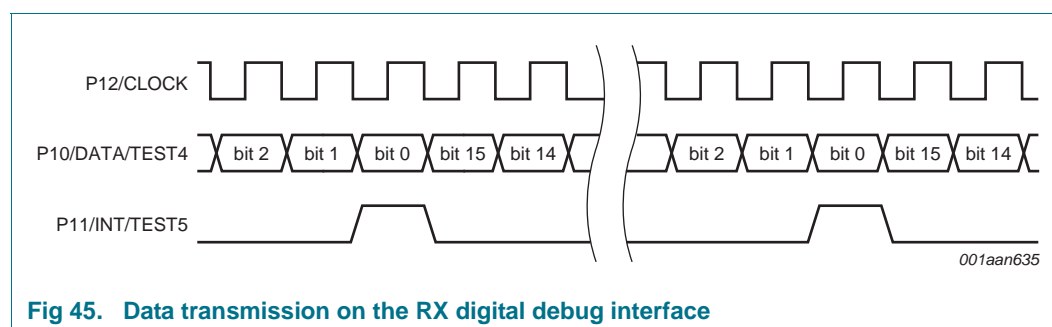 P12/CLOCK
P10/DATA/TEST4 bit 2 bit 1 bit 0 bit 15 bit 14 bit 2 bit 1 bit 0 bit 15 bit 14
P11/INT/TEST5
001aan635
Fig 45. Data transmission on the RX digital debug interface